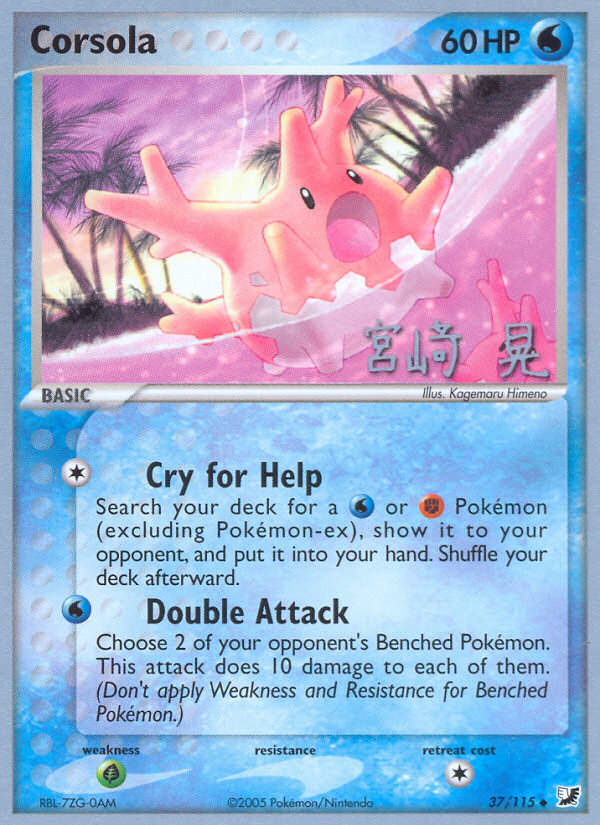 Corsola 60 HP
宮崎 晃
BASIC
Illus. Kagemaru Himeno
Cry for Help
Search your deck for a or Pokémon
(excluding Pokémon-ex), show it to your
opponent, and put it into your hand. Shuffle your
deck afterward.
Double Attack
Choose 2 of your opponent's Benched Pokémon.
This attack does 10 damage to each of them.
(Don't apply Weakness and Resistance for Benched
Pokémon.)
weakness resistance retreat cost
RBL-7ZG-0AM ©2005 Pokémon/Nintendo 37/115